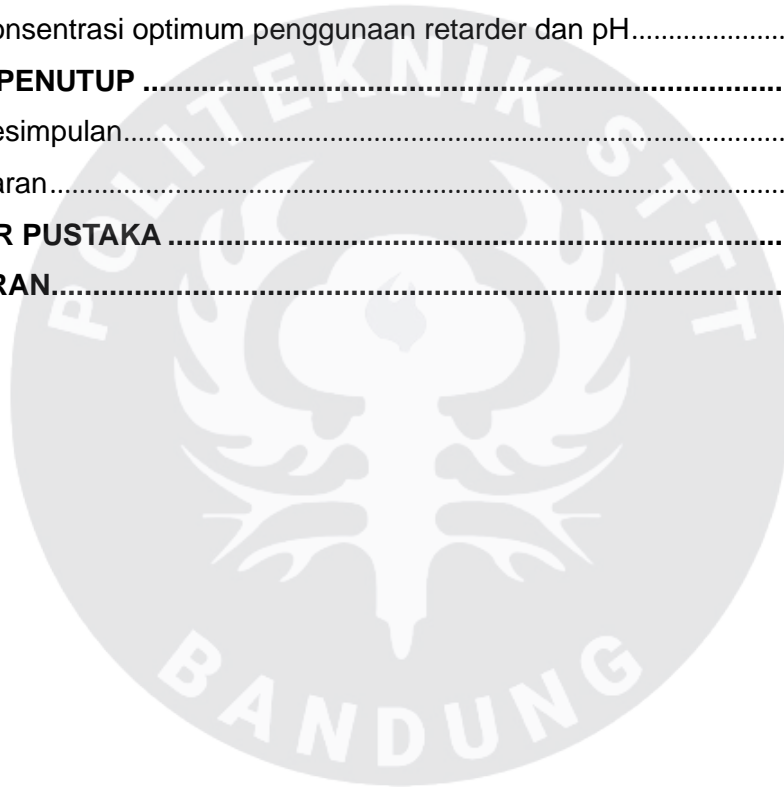 onsentrasi optimum penggunaan retarder dan pH.....................
PENUTUP ................................................................................
esimpulan................................................................................
aran.........................................................................................
R PUSTAKA ...........................................................................
RAN.........................................................................................
POLITEKNIK STTT
BANDUNG